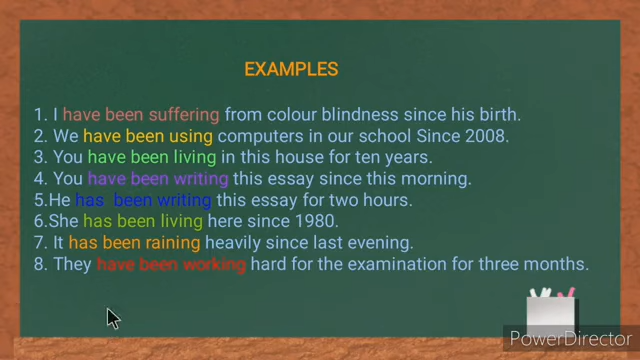 EXAMPLES
1. I have been suffering from colour blindness since his birth.
2. We have been using computers in our school Since 2008.
3. You have been living in this house for ten years.
4. You have been writing this essay since this morning.
5.He has  been writing this essay for two hours.
6.She has been living here since 1980.
7. It has been raining heavily since last evening.
8. They have been working hard for the examination for three months.
PowerDirector